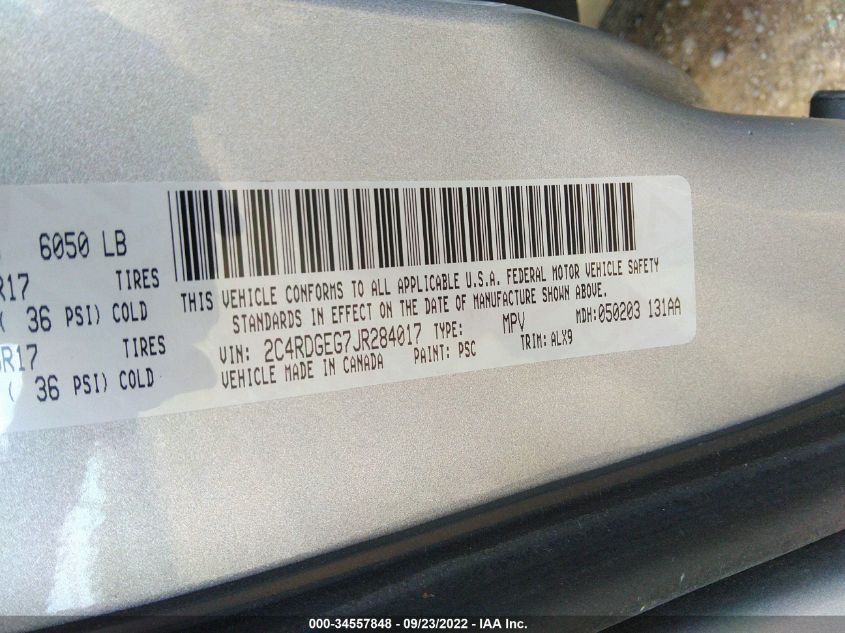 6050 LB
R17 TIRES
( 36 PSI) COLD
R17 TIRES
( 36 PSI) COLD
THIS VEHICLE CONFORMS TO ALL APPLICABLE U.S.A. FEDERAL MOTOR VEHICLE SAFETY
STANDARDS IN EFFECT ON THE DATE OF MANUFACTURE SHOWN ABOVE.
VIN: 2C4RDGEG7JR284017 TYPE: MPV MDH:050203 131AA
VEHICLE MADE IN CANADA PAINT: PSC TRIM: ALX9
000-34557848 - 09/23/2022 - IAA Inc.